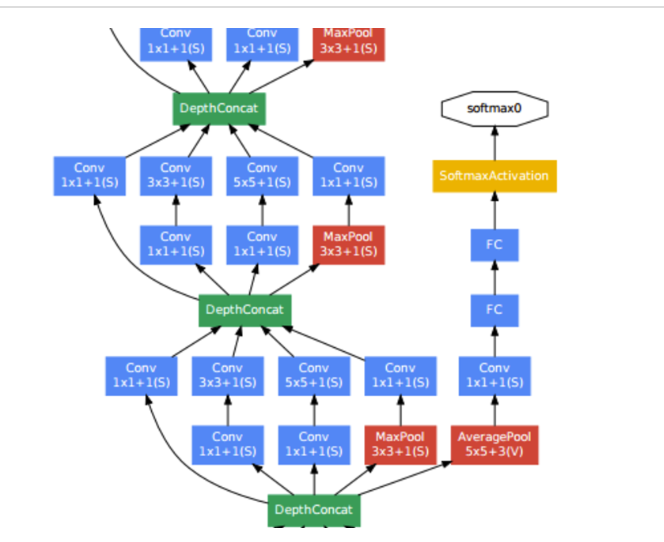 Conv Conv MaxPool
1x1+1(S) 1x1+1(S) 3x3+1(S)
DepthConcat
softmax0
Conv Conv Conv Conv
1x1+1(S) 3x3+1(S) 5x5+1(S) 1x1+1(S)
SoftmaxActivation
Conv Conv MaxPool
1x1+1(S) 1x1+1(S) 3x3+1(S)
FC
DepthConcat
FC
Conv Conv Conv Conv Conv
1x1+1(S) 3x3+1(S) 5x5+1(S) 1x1+1(S) 1x1+1(S)
Conv Conv MaxPool AveragePool
1x1+1(S) 1x1+1(S) 3x3+1(S) 5x5+3(V)
DepthConcat